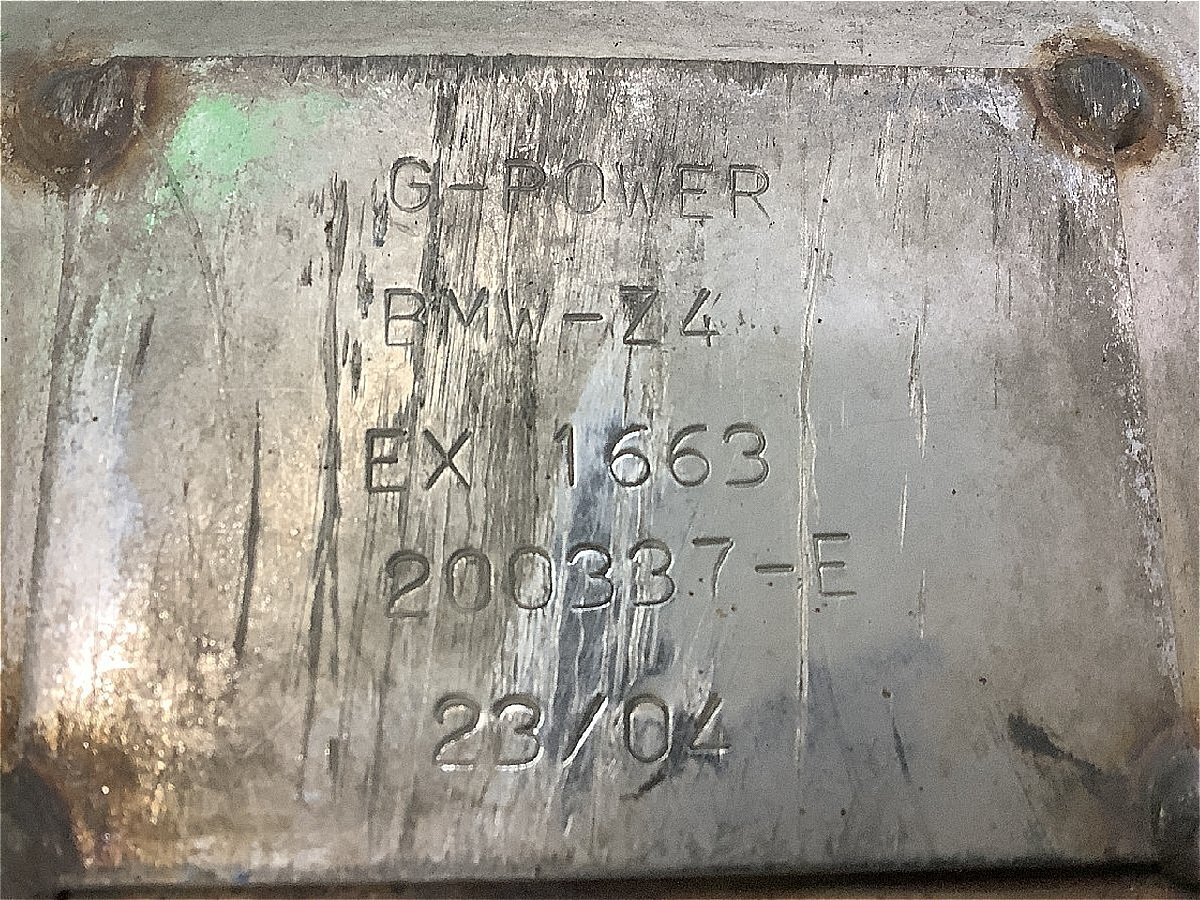 G-POWER
BMW-Z4
EX 1663
200337-E
23/04